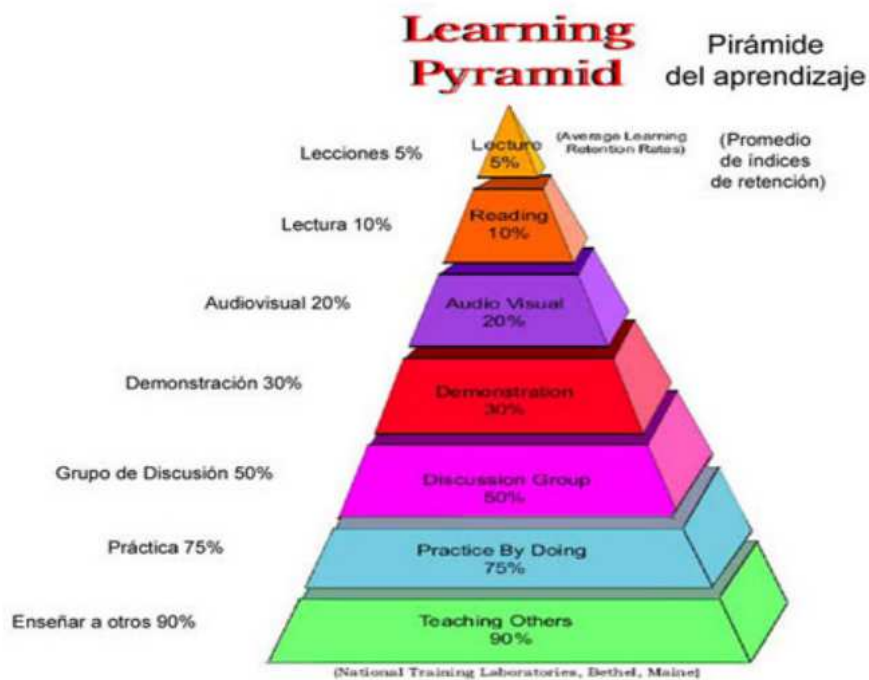 Learning
Pyramid
Pirámide
del aprendizaje
(Average Learning
Retention Rates)
(Promedio
de índices
de retención)
Lecciones 5%
Lecture
5%
Lectura 10%
Reading
10%
Audiovisual 20%
Audio Visual
20%
Demonstración 30%
Demonstration
30%
Grupo de Discusión 50%
Discussion Group
50%
Práctica 75%
Practice By Doing
75%
Enseñar a otros 90%
Teaching Others
90%
(National Training Laboratories, Bethel, Maine)